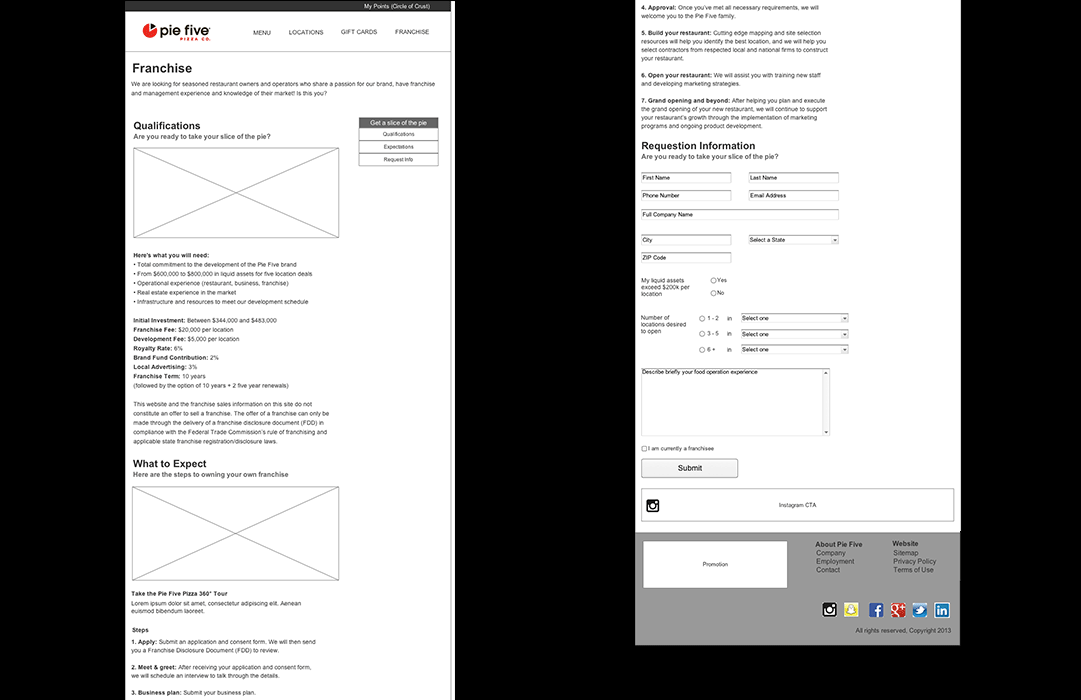 My Points (Circle of Crust)
pie five
PIZZA CO.
MENU
LOCATIONS
GIFT CARDS
FRANCHISE
Franchise
We are looking for seasoned restaurant owners and operators who share a passion for our brand, have franchise
and management experience and knowledge of their market! Is this you?
Qualifications
Are you ready to take your slice of the pie?
Get a slice of the pie
Qualifications
Expectations
Request Info
Here's what you will need:
• Total commitment to the development of the Pie Five brand
• From $600,000 to $800,000 in liquid assets for five location deals
• Operational experience (restaurant, business, franchise)
• Real estate experience in the market
• Infrastructure and resources to meet our development schedule
Initial Investment: Between $344,000 and $483,000
Franchise Fee: $20,000 per location
Development Fee: $5,000 per location
Royalty Rate: 6%
Brand Fund Contribution: 2%
Local Advertising: 3%
Franchise Term: 10 years
(followed by the option of 10 years + 2 five year renewals)
This website and the franchise sales information on this site do not
constitute an offer to sell a franchise. The offer of a franchise can only be
made through the delivery of a franchise disclosure document (FDD) in
compliance with the Federal Trade Commission's rule of franchising and
applicable state franchise registration/disclosure laws.
What to Expect
Here are the steps to owning your own franchise
Take the Pie Five Pizza 360° Tour
Lorem ipsum dolor sit amet, consectetur adipiscing elit. Aenean
euismod bibendum laoreet.
Steps
1. Apply: Submit an application and consent form. We will then send
you a Franchise Disclosure Document (FDD) to review.
2. Meet & greet: After receiving your application and consent form,
we will schedule an interview to talk through the details.
3. Business plan: Submit your business plan.
4. Approval: Once you've met all necessary requirements, we will
welcome you to the Pie Five family.
5. Build your restaurant: Cutting edge mapping and site selection
resources will help you identify the best location, and we will help you
select contractors from respected local and national firms to construct
your restaurant.
6. Open your restaurant: We will assist you with training new staff
and developing marketing strategies.
7. Grand opening and beyond: After helping you plan and execute
the grand opening of your new restaurant, we will continue to support
your restaurant's growth through the implementation of marketing
programs and ongoing product development.
Requestion Information
Are you ready to take your slice of the pie?
First Name
Last Name
Phone Number
Email Address
Full Company Name
City
Select a State
ZIP Code
My liquid assets
exceed $200k per
location
Yes
No
Number of
locations desired
to open
1 - 2 in Select one
3 - 5 in Select one
6 + in Select one
Describe briefly your food operation experience
I am currently a franchisee
Submit
Instagram CTA
Promotion
About Pie Five
Company
Employment
Contact
Website
Sitemap
Privacy Policy
Terms of Use
All rights reserved, Copyright 2013